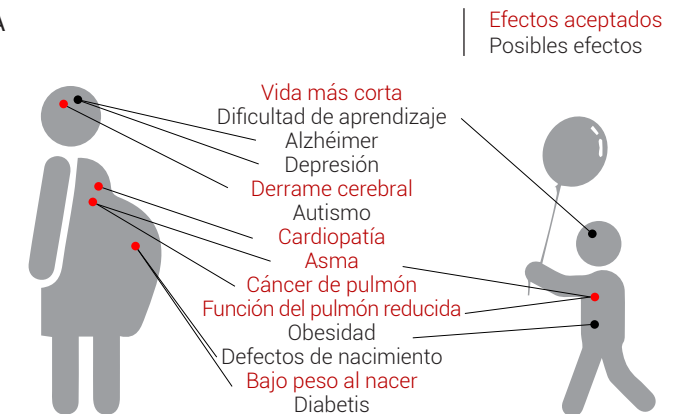 A
Efectos aceptados
Posibles efectos
Vida más corta
Dificultad de aprendizaje
Alzhéimer
Depresión
Derrame cerebral
Autismo
Cardiopatía
Asma
Cáncer de pulmón
Función del pulmón reducida
Obesidad
Defectos de nacimiento
Bajo peso al nacer
Diabetis